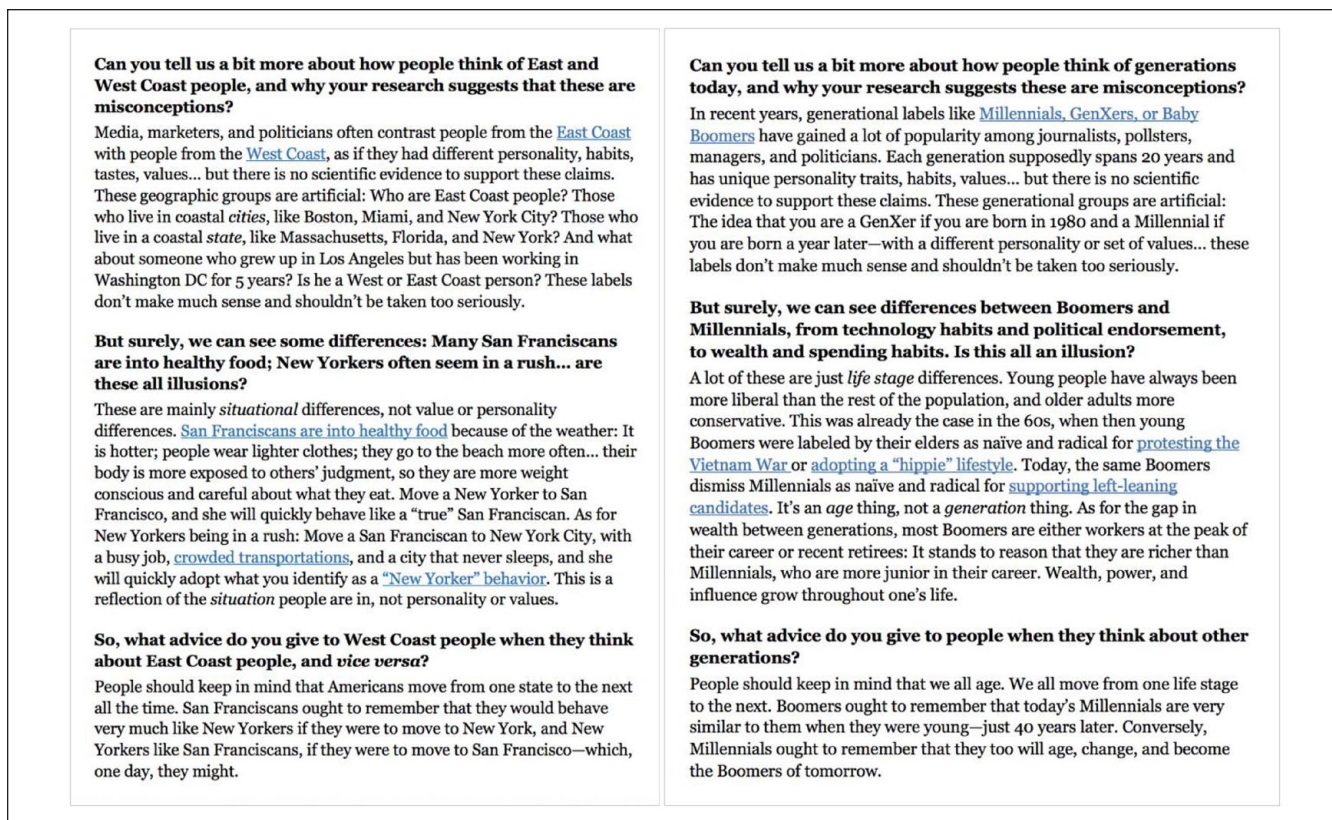 Can you tell us a bit more about how people think of East and
West Coast people, and why your research suggests that these are
misconceptions?
Media, marketers, and politicians often contrast people from the East Coast
with people from the West Coast, as if they had different personality, habits,
tastes, values... but there is no scientific evidence to support these claims.
These geographic groups are artificial: Who are East Coast people? Those
who live in coastal cities, like Boston, Miami, and New York City? Those who
live in a coastal state, like Massachusetts, Florida, and New York? And what
about someone who grew up in Los Angeles but has been working in
Washington DC for 5 years? Is he a West or East Coast person? These labels
don't make much sense and shouldn't be taken too seriously.
But surely, we can see some differences: Many San Franciscans
are into healthy food; New Yorkers often seem in a rush... are
these all illusions?
These are mainly situational differences, not value or personality
differences. San Franciscans are into healthy food because of the weather: It
is hotter; people wear lighter clothes; they go to the beach more often... their
body is more exposed to others' judgment, so they are more weight
conscious and careful about what they eat. Move a New Yorker to San
Francisco, and she will quickly behave like a "true" San Franciscan. As for
New Yorkers being in a rush: Move a San Franciscan to New York City, with
a busy job, crowded transportations, and a city that never sleeps, and she
will quickly adopt what you identify as a "New Yorker" behavior. This is a
reflection of the situation people are in, not personality or values.
So, what advice do you give to West Coast people when they think
about East Coast people, and vice versa?
People should keep in mind that Americans move from one state to the next
all the time. San Franciscans ought to remember that they would behave
very much like New Yorkers if they were to move to New York, and New
Yorkers like San Franciscans, if they were to move to San Francisco—which,
one day, they might.
Can you tell us a bit more about how people think of generations
today, and why your research suggests these are misconceptions?
In recent years, generational labels like Millennials, GenXers, or Baby
Boomers have gained a lot of popularity among journalists, pollsters,
managers, and politicians. Each generation supposedly spans 20 years and
has unique personality traits, habits, values... but there is no scientific
evidence to support these claims. These generational groups are artificial:
The idea that you are a GenXer if you are born in 1980 and a Millennial if
you are born a year later—with a different personality or set of values... these
labels don't make much sense and shouldn't be taken too seriously.
But surely, we can see differences between Boomers and
Millennials, from technology habits and political endorsement,
to wealth and spending habits. Is this all an illusion?
A lot of these are just life stage differences. Young people have always been
more liberal than the rest of the population, and older adults more
conservative. This was already the case in the 60s, when then young
Boomers were labeled by their elders as naïve and radical for protesting the
Vietnam War or adopting a "hippie" lifestyle. Today, the same Boomers
dismiss Millennials as naïve and radical for supporting left-leaning
candidates. It's an age thing, not a generation thing. As for the gap in
wealth between generations, most Boomers are either workers at the peak of
their career or recent retirees: It stands to reason that they are richer than
Millennials, who are more junior in their career. Wealth, power, and
influence grow throughout one's life.
So, what advice do you give to people when they think about other
generations?
People should keep in mind that we all age. We all move from one life stage
to the next. Boomers ought to remember that today's Millennials are very
similar to them when they were young—just 40 years later. Conversely,
Millennials ought to remember that they too will age, change, and become
the Boomers of tomorrow.